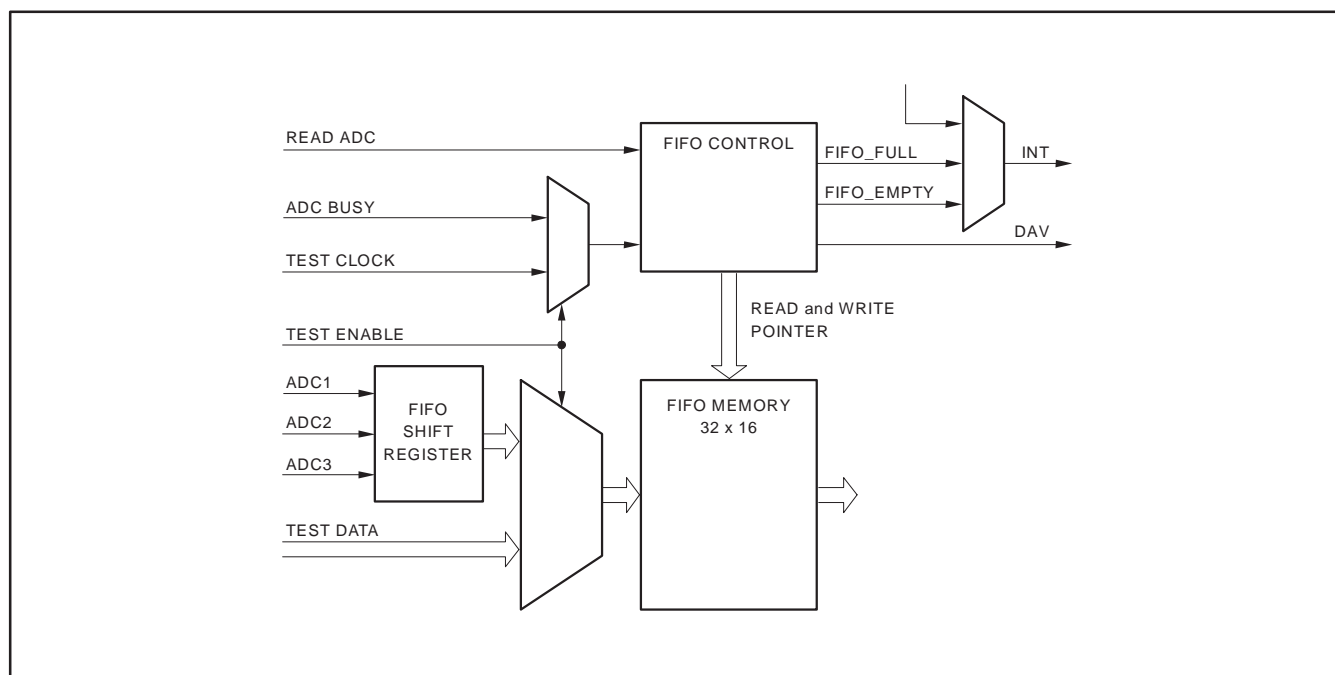 READ ADC
FIFO CONTROL
FIFO_FULL
INT
FIFO_EMPTY
ADC BUSY
DAV
TEST CLOCK
READ and WRITE
POINTER
TEST ENABLE
ADC1
ADC2
ADC3
FIFO
SHIFT
REGISTER
FIFO MEMORY
32 x 16
TEST DATA